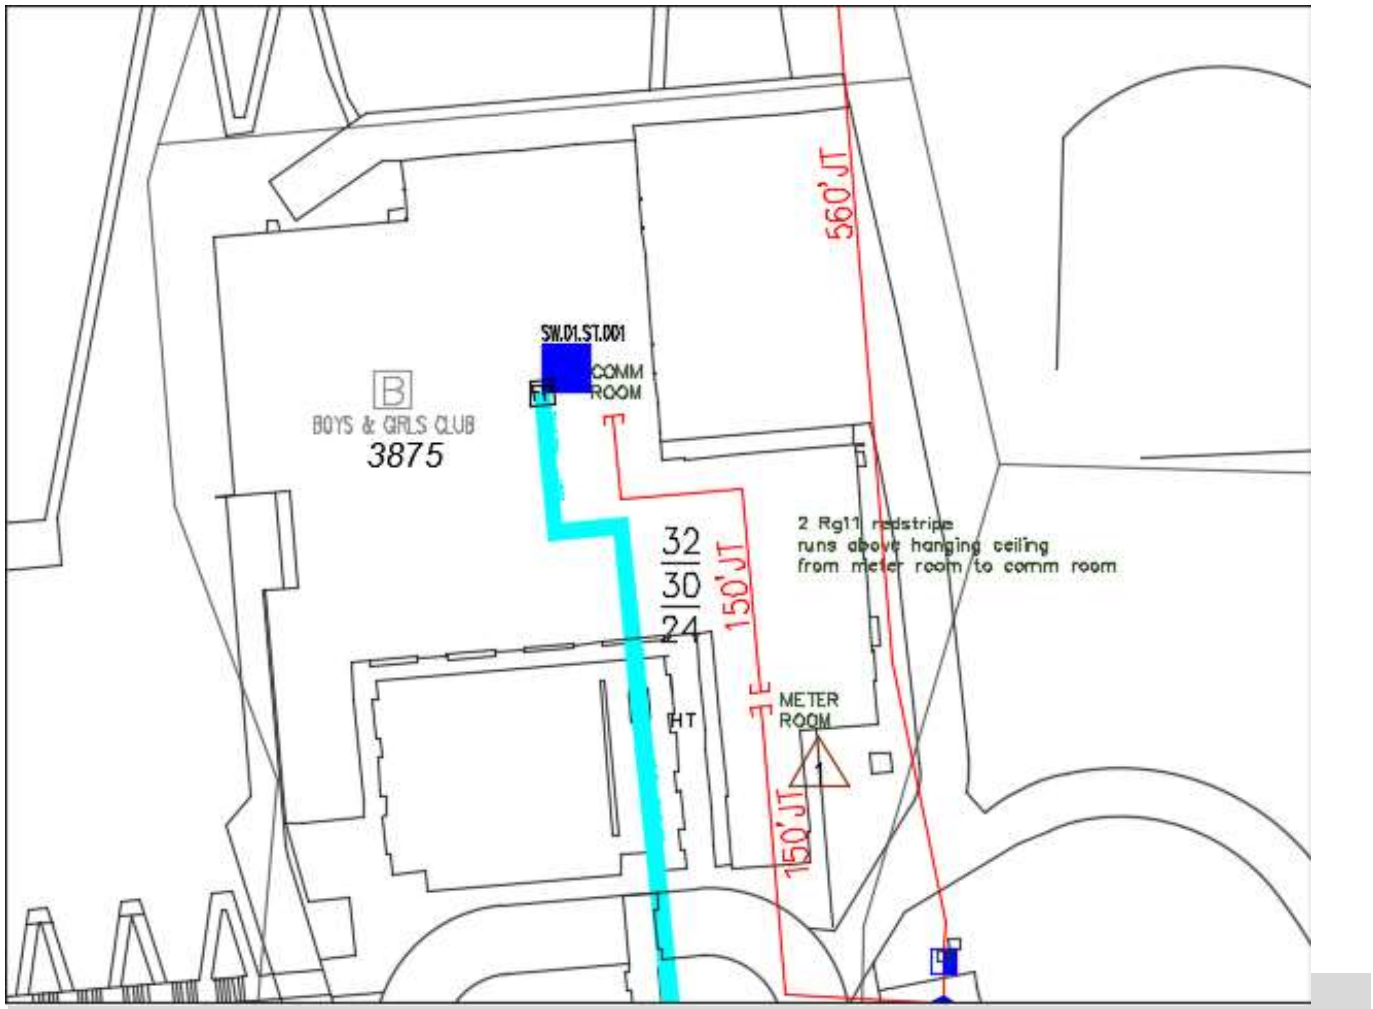 560'JT
SW.01.ST.001
COMM
ROOM
B
BOYS & GIRLS CLUB
3875
2 Rg11 redstripe
runs above hanging ceiling
from meter room to comm room
32
30
24
150'JT
METER
ROOM
HT
1
150'JT